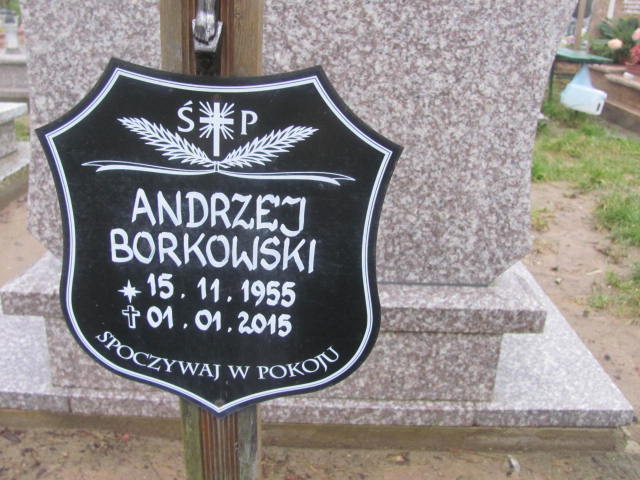 Ś P
ANDRZEJ
BORKOWSKI
15.11.1955
01.01.2015
SPOCZYWAJ W POKOJU